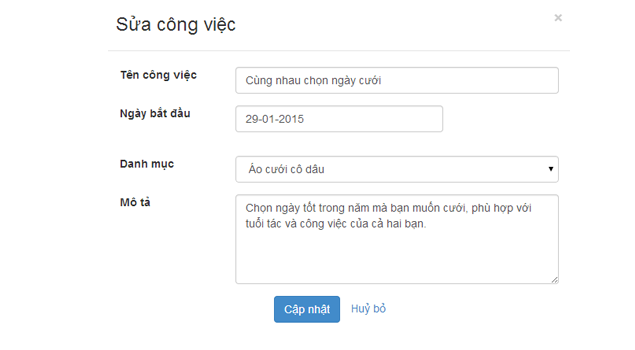 Sửa công việc
×
Tên công việc
Cùng nhau chọn ngày cưới
Ngày bắt đầu
29-01-2015
Danh mục
Áo cưới cô dâu
Mô tả
Chọn ngày tốt trong năm mà bạn muốn cưới, phù hợp với
tuổi tác và công việc của cả hai bạn.
Cập nhật
Huỷ bỏ